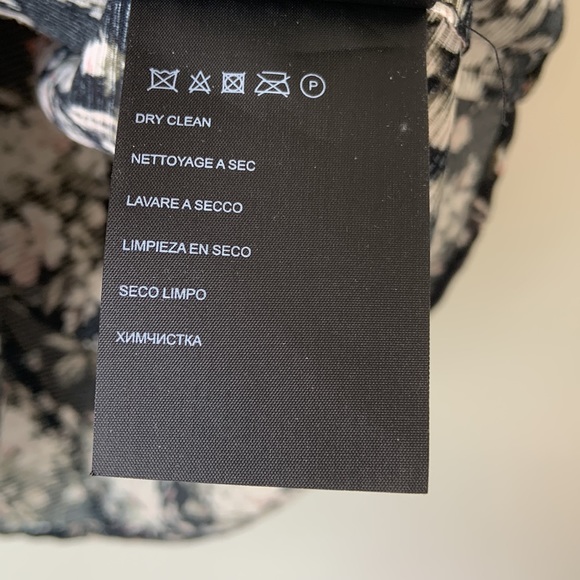 P
DRY CLEAN
NETTOYAGE A SEC
LAVARE A SECCO
LIMPIEZA EN SECO
SECO LIMPO
ХИМЧИСТКА